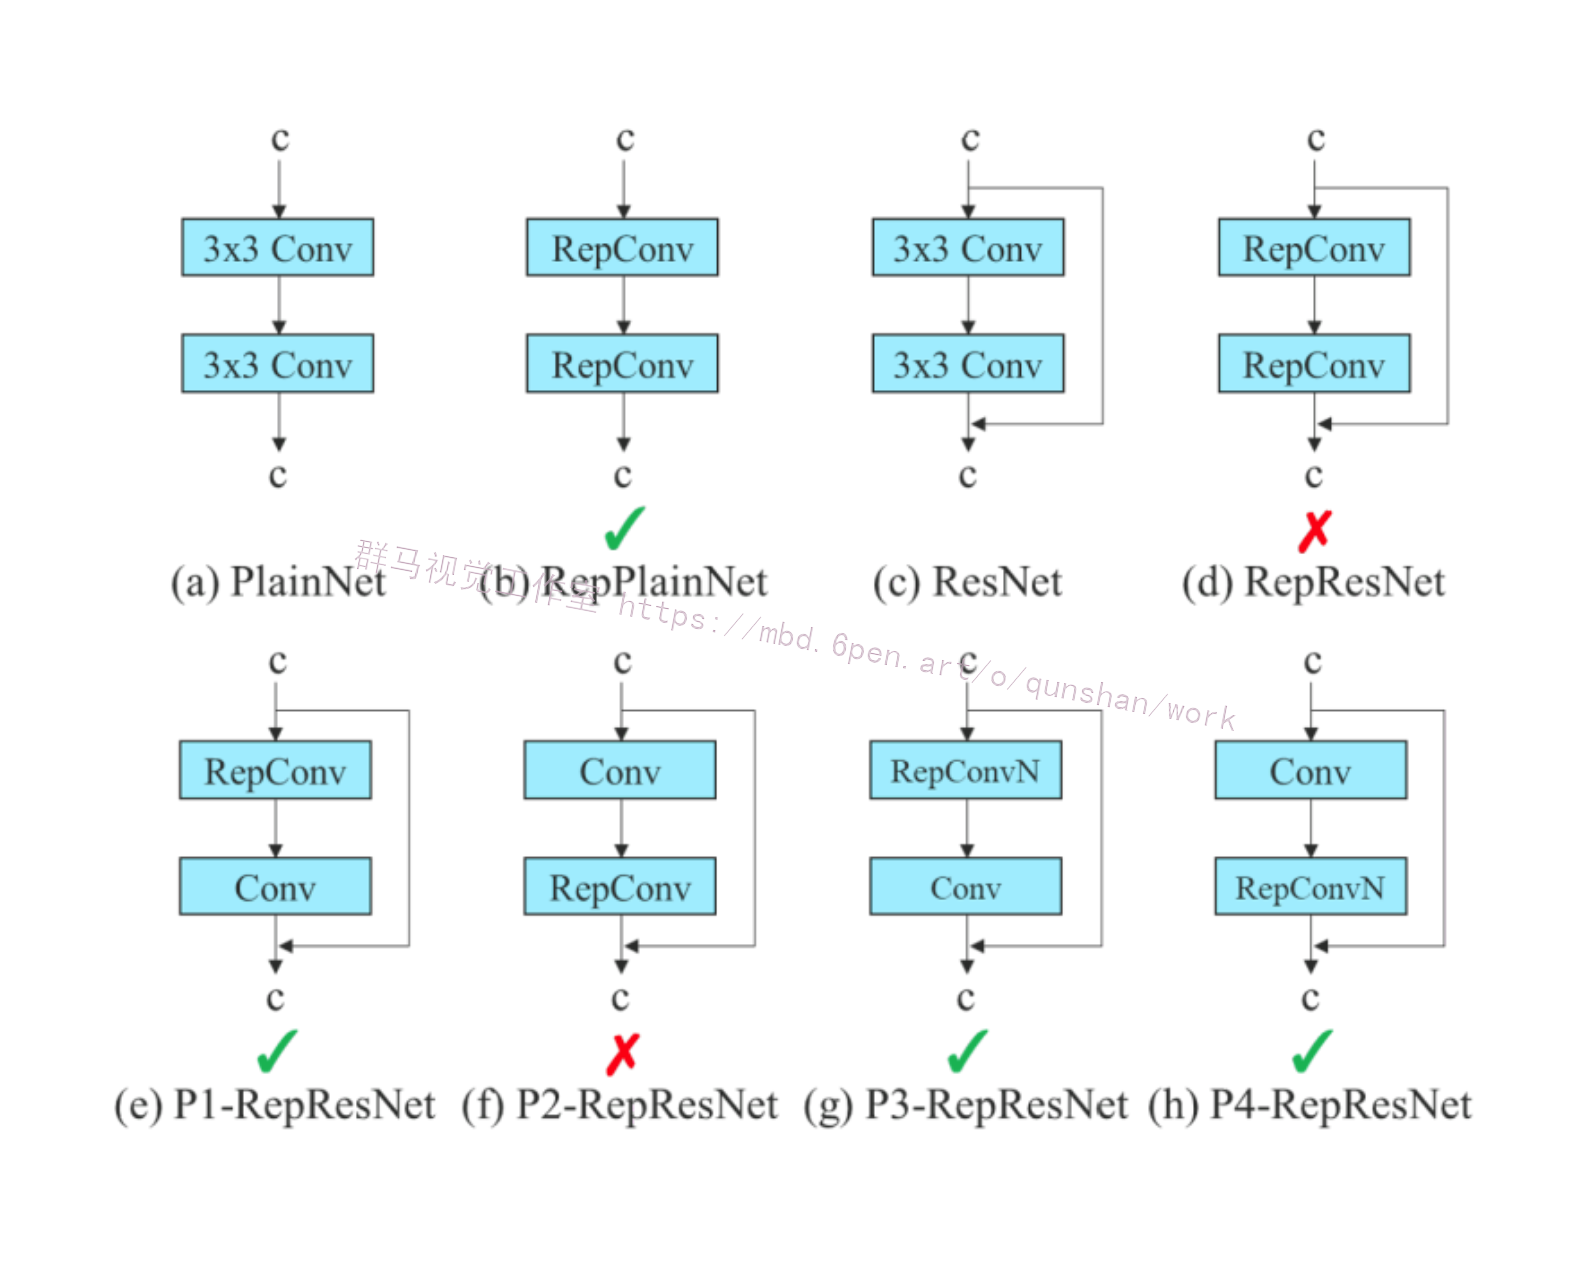 c c c c
3x3 Conv RepConv 3x3 Conv RepConv
3x3 Conv RepConv 3x3 Conv RepConv
c c c c
(a) PlainNet (b) RepPlainNet (c) ResNet (d) RepResNet
群马视觉工作室 https://mbd.6pen.art/o/qunshan/work
c c c c
RepConv Conv RepConvN Conv
Conv RepConv Conv RepConvN
c c c c
(e) P1-RepResNet (f) P2-RepResNet (g) P3-RepResNet (h) P4-RepResNet